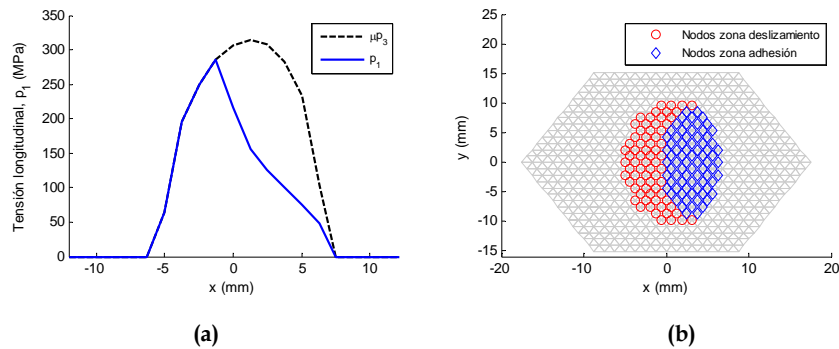 350
300
250
200
150
100
50
0
-10
-5
0
5
10
Tensión longitudinal, p1 (MPa)
x (mm)
μp3
p1
(a)
25
20
15
10
5
0
-5
-10
-15
-20
-10
0
10
20
y (mm)
x (mm)
Nodos zona deslizamiento
Nodos zona adhesión
(b)